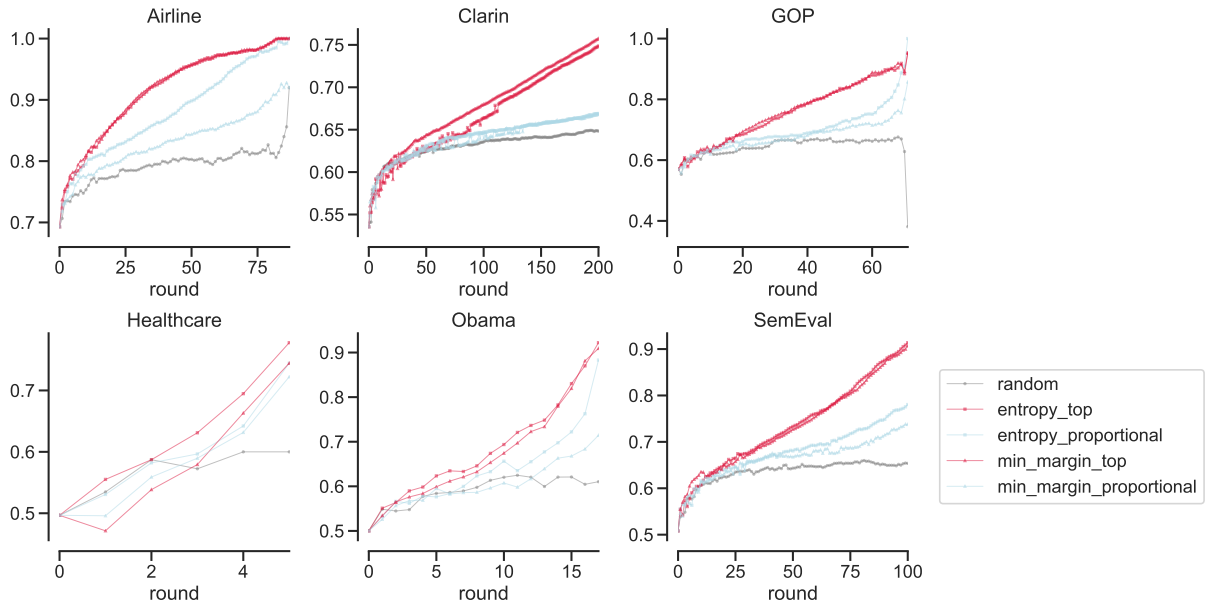 Airline
Clarin
GOP
1.0
0.9
0.8
0.7
0.75
0.70
0.65
0.60
0.55
1.0
0.8
0.6
0.4
0 25 50 75
0 50 100 150 200
0 20 40 60
round
round
round
Healthcare
Obama
SemEval
0.7
0.6
0.5
0.9
0.8
0.7
0.6
0.5
0.9
0.8
0.7
0.6
0.5
0 2 4
0 5 10 15
0 25 50 75 100
round
round
round
random
entropy_top
entropy_proportional
min_margin_top
min_margin_proportional